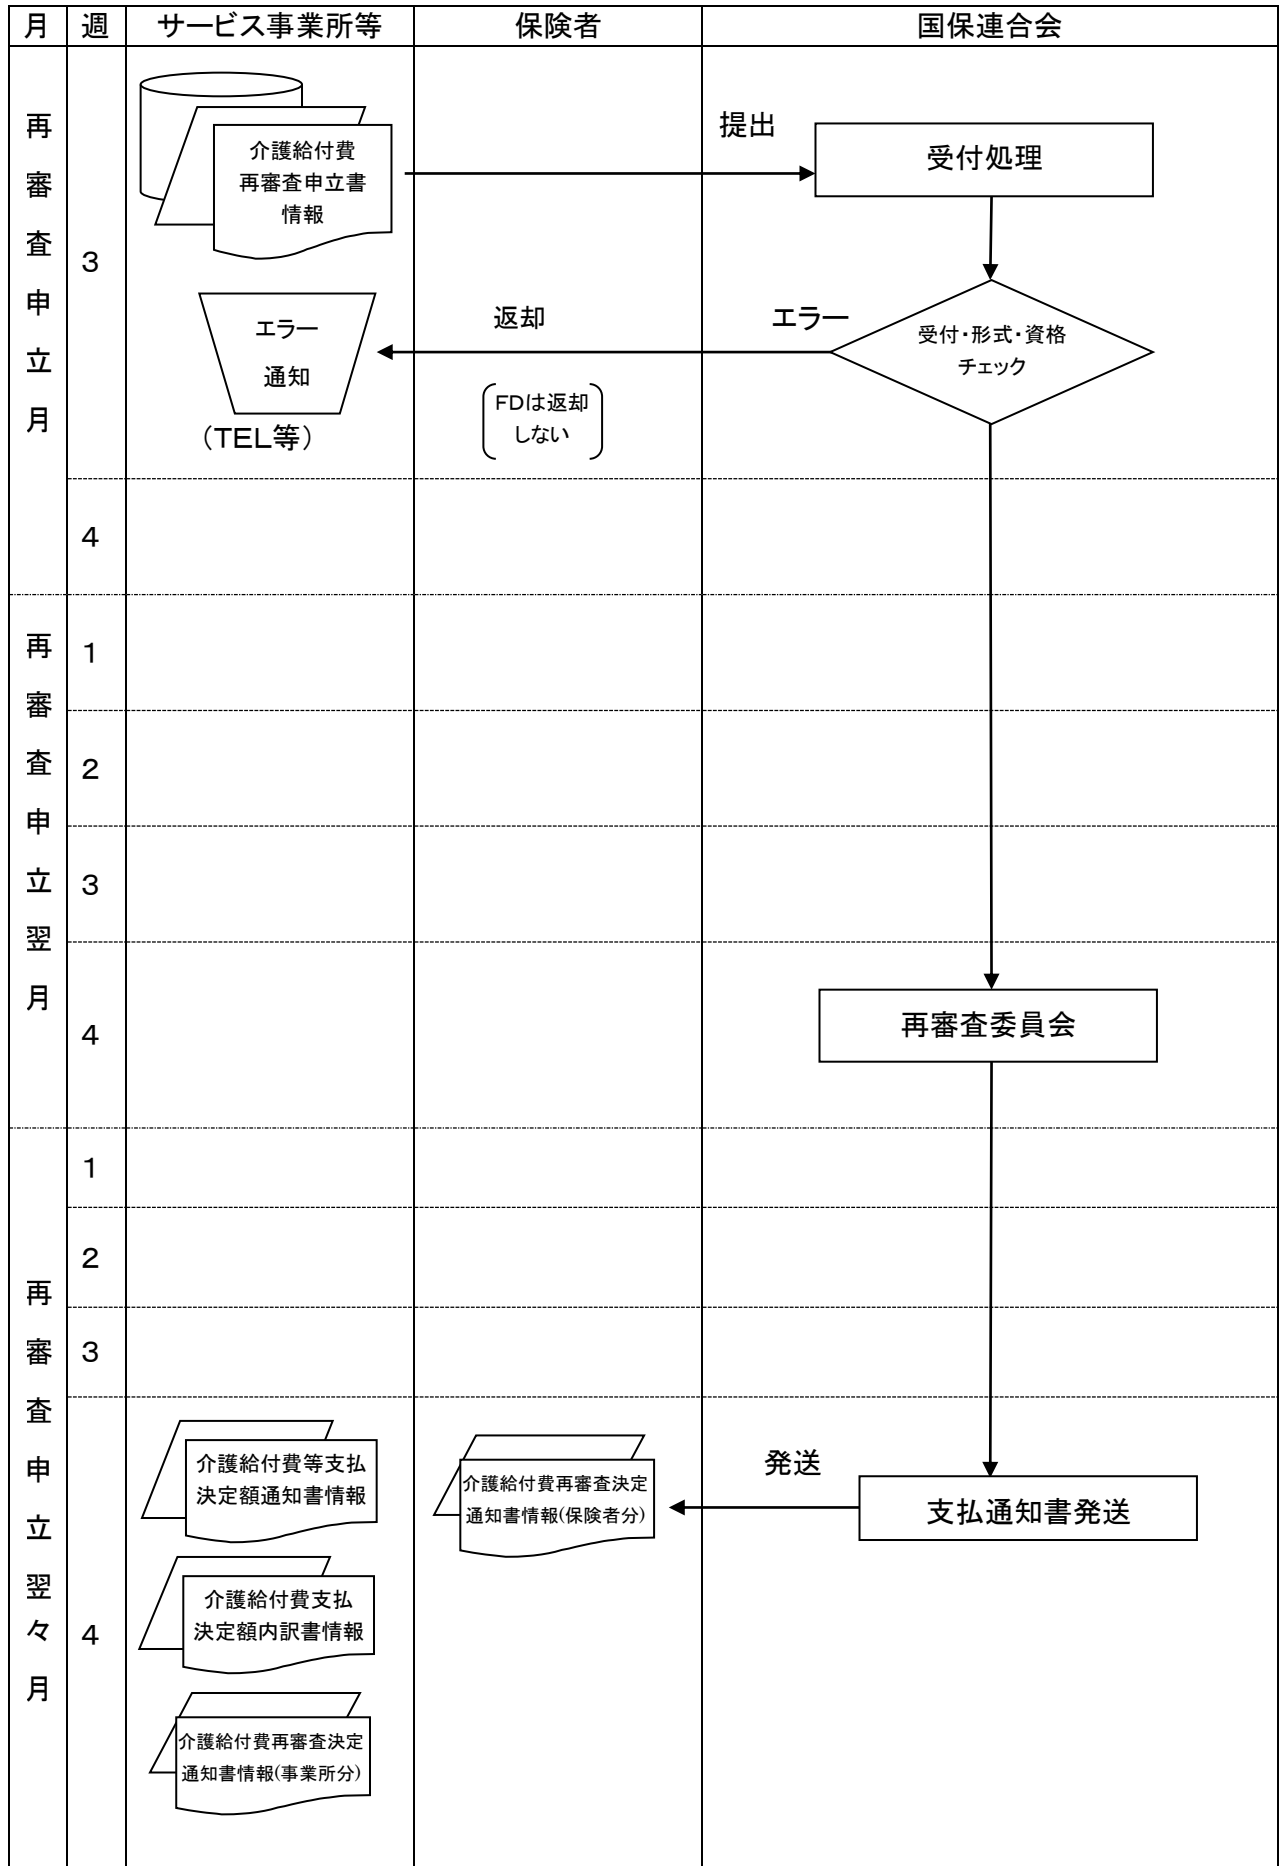 月 週 サービス事業所等 保険者 国保連合会
再審査申立月
3
介護給付費
再審査申立書
情報
提出
受付処理
エラー
通知
(TEL等)
返却
FDは返却
しない
エラー
受付・形式・資格
チェック
4
再審査申立翌月
1
2
3
4
再審査委員会
再審査申立翌々月
1
2
3
4
介護給付費等支払
決定額通知書情報
介護給付費再審査決定
通知書情報(保険者分)
発送
支払通知書発送
介護給付費支払
決定額内訳書情報
介護給付費再審査決定
通知書情報(事業所分)